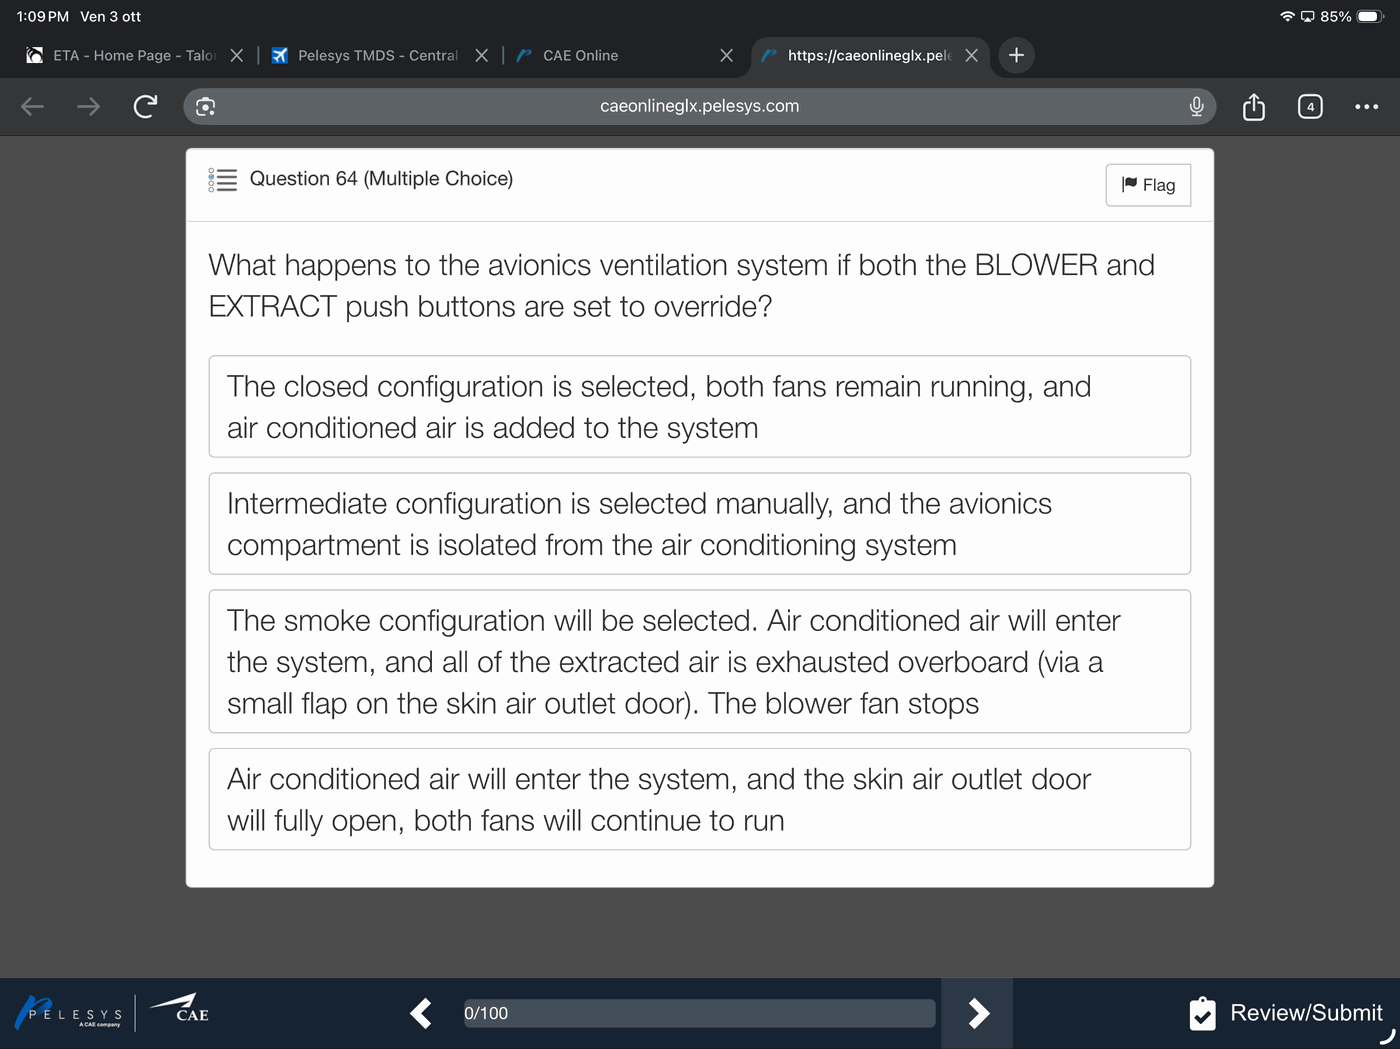 1:09 PM Ven 3 ott
85%
ETA - Home Page - Talo
Pelesys TMDS - Central
CAE Online
https://caeonlineglx.pele
caeonlineglx.pelesys.com
4
Question 64 (Multiple Choice)
Flag
What happens to the avionics ventilation system if both the BLOWER and
EXTRACT push buttons are set to override?
The closed configuration is selected, both fans remain running, and
air conditioned air is added to the system
Intermediate configuration is selected manually, and the avionics
compartment is isolated from the air conditioning system
The smoke configuration will be selected. Air conditioned air will enter
the system, and all of the extracted air is exhausted overboard (via a
small flap on the skin air outlet door). The blower fan stops
Air conditioned air will enter the system, and the skin air outlet door
will fully open, both fans will continue to run
PELESYS
A CAE company
CAE
0/100
Review/Submit